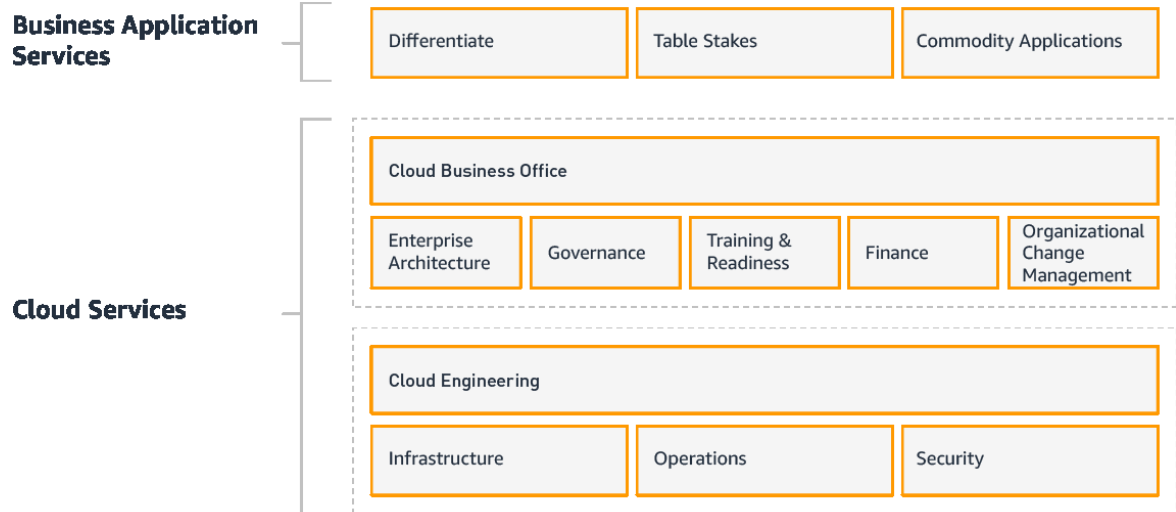 Business Application
Services
Differentiate
Table Stakes
Commodity Applications
Cloud Services
Cloud Business Office
Enterprise
Architecture
Governance
Training &
Readiness
Finance
Organizational
Change
Management
Cloud Engineering
Infrastructure
Operations
Security